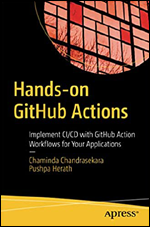 Hands-on
GitHub Actions
Implement CI/CD with GitHub Action
Workflows for Your Applications
Chaminda Chandrasekara
Pushpa Herath
Apress®